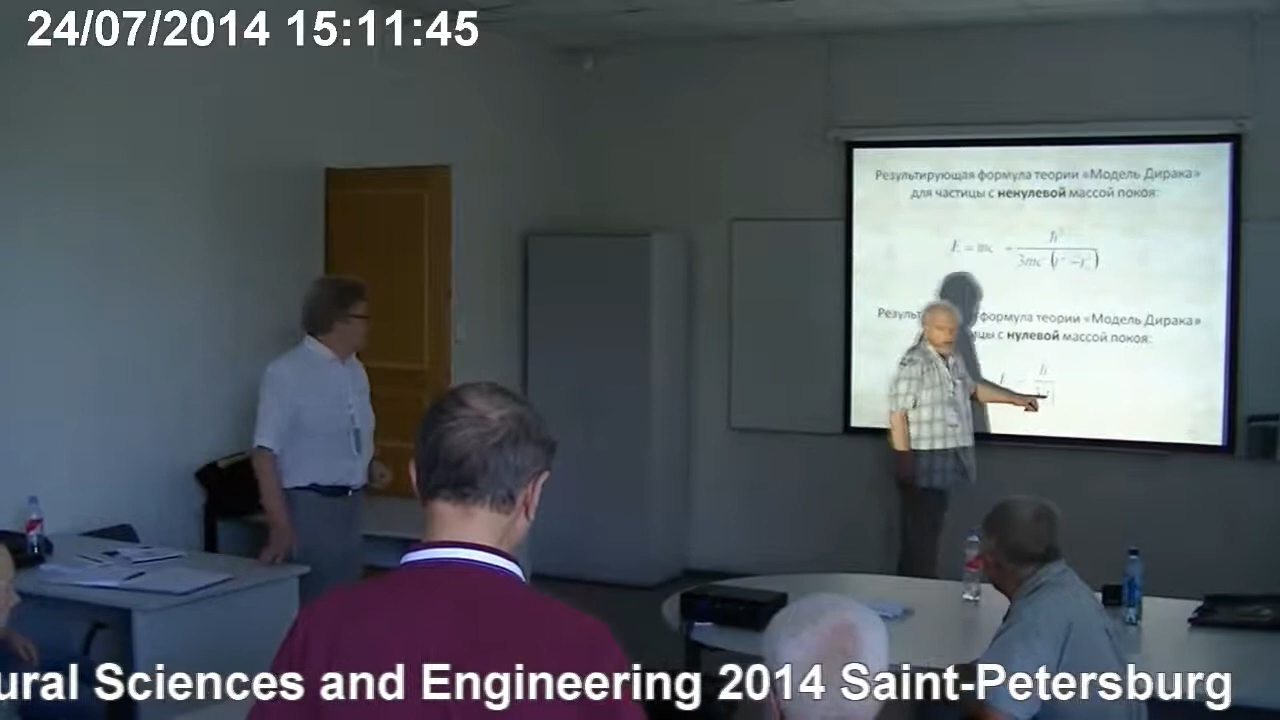 24/07/2014 15:11:45
Результирующая формула теории «Модель Дирака»
для частицы с ненулевой массой покоя:
формула теории «Модель Дирака»
с нулевой массой покоя:
ural Sciences and Engineering 2014 Saint-Petersburg